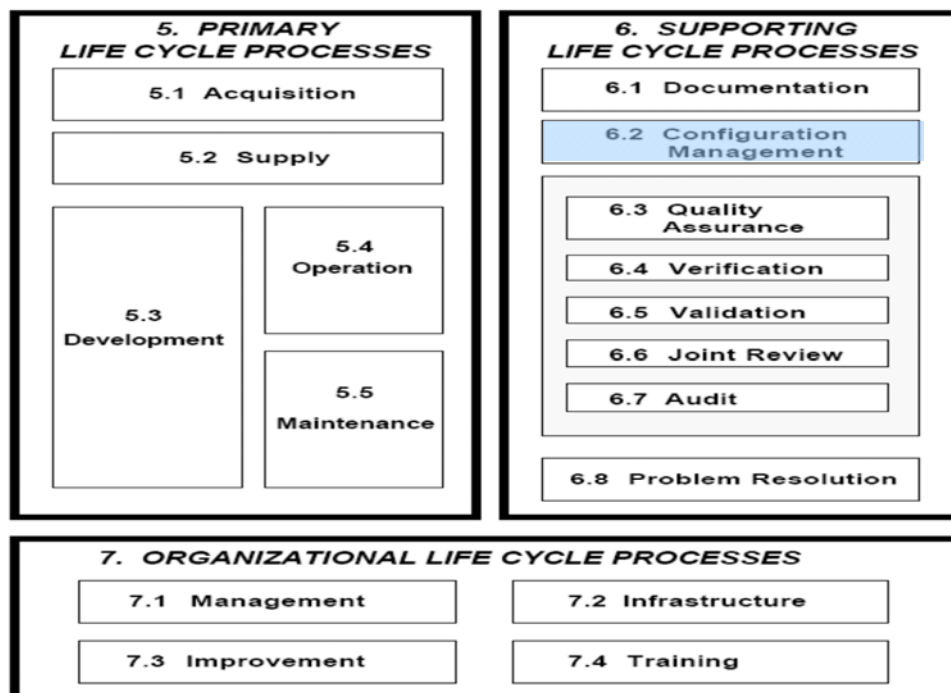 5. PRIMARY
LIFE CYCLE PROCESSES
5.1 Acquisition
5.2 Supply
5.3
Development
5.4
Operation
5.5
Maintenance
6. SUPPORTING
LIFE CYCLE PROCESSES
6.1 Documentation
6.2 Configuration
Management
6.3 Quality
Assurance
6.4 Verification
6.5 Validation
6.6 Joint Review
6.7 Audit
6.8 Problem Resolution
7. ORGANIZATIONAL LIFE CYCLE PROCESSES
7.1 Management
7.2 Infrastructure
7.3 Improvement
7.4 Training